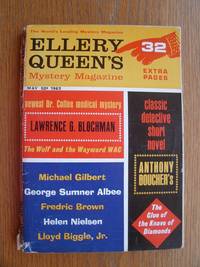 The World's Leading Mystery Magazine
ELLERY
QUEEN'S
Mystery Magazine
32
EXTRA
PAGES
MAY 50¢ 1963
newest Dr. Coffee medical mystery
LAWRENCE G. BLOCHMAN
The Wolf and the Wayward WAC
classic
detective
short
novel
ANTHONY
BOUCHER'S
The Clue
of the Knave of
Diamonds
Michael Gilbert
George Sumner Albee
Fredric Brown
Helen Nielsen
Lloyd Biggle, Jr.